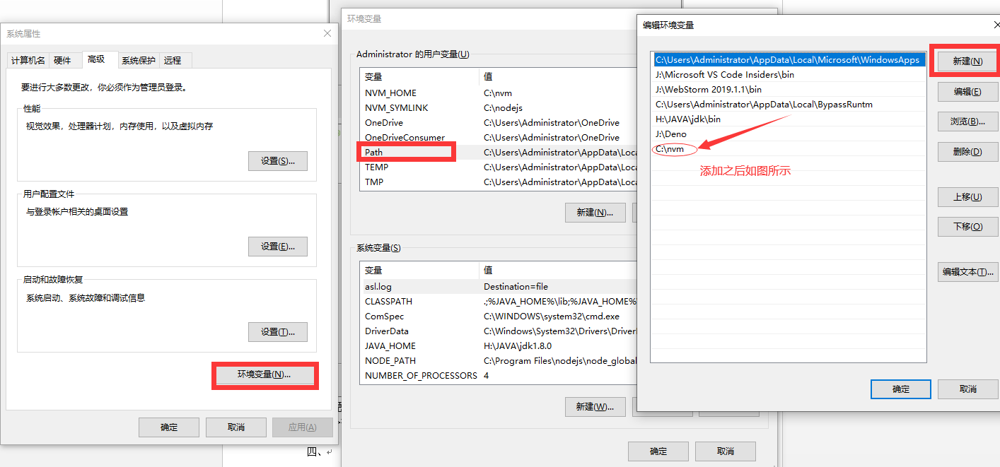 系统属性
计算机名
硬件
高级
系统保护
远程
要进行大多数更改，你必须作为管理员登录。
性能
视觉效果，处理器计划，内存使用，以及虚拟内存
设置(S)...
用户配置文件
与登录帐户相关的桌面设置
设置(E)...
启动和故障恢复
系统启动、系统故障和调试信息
设置(T)...
环境变量(N)...
确定
取消
应用(A)
四、
环境变量
Administrator 的用户变量(U)
变量 值
NVM_HOME C:\nvm
NVM_SYMLINK C:\nodejs
OneDrive C:\Users\Administrator\OneDrive
OneDriveConsumer C:\Users\Administrator\OneDrive
Path C:\Users\Administrator\AppData\Loca
TEMP C:\Users\Administrator\AppData\Loca
TMP C:\Users\Administrator\AppData\Loca
新建(N)...
系统变量(S)
变量 值
asl.log Destination=file
CLASSPATH .;%JAVA_HOME%\lib;%JAVA_HOME%
ComSpec C:\WINDOWS\system32\cmd.exe
DriverData C:\Windows\System32\Drivers\Driver
JAVA_HOME H:\JAVA\jdk1.8.0
NODE_PATH C:\Program Files\nodejs\node_global
NUMBER_OF_PROCESSORS 4
新建(W)...
确定
取消
编辑环境变量
C:\Users\Administrator\AppData\Local\Microsoft\WindowsApps
J:\Microsoft VS Code Insiders\bin
J:\WebStorm 2019.1.1\bin
C:\Users\Administrator\AppData\Local\BypassRuntm
H:\JAVA\jdk\bin
J:\Deno
C:\nvm
添加之后如图所示
新建(N)
编辑(E)
浏览(B)...
删除(D)
上移(U)
下移(O)
编辑文本(T)...
确定
取消